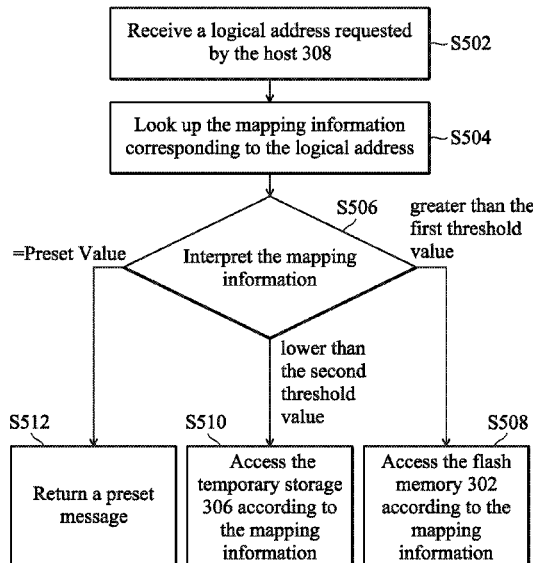 Receive a logical address requested
by the host 308
S502
Look up the mapping information
corresponding to the logical address
S504
S506
Interpret the mapping
information
=Preset Value
greater than the
first threshold
value
lower than
the second
threshold
value
S512
Return a preset
message
S510
Access the
temporary storage
306 according to
the mapping
information
S508
Access the flash
memory 302
according to the
mapping
information